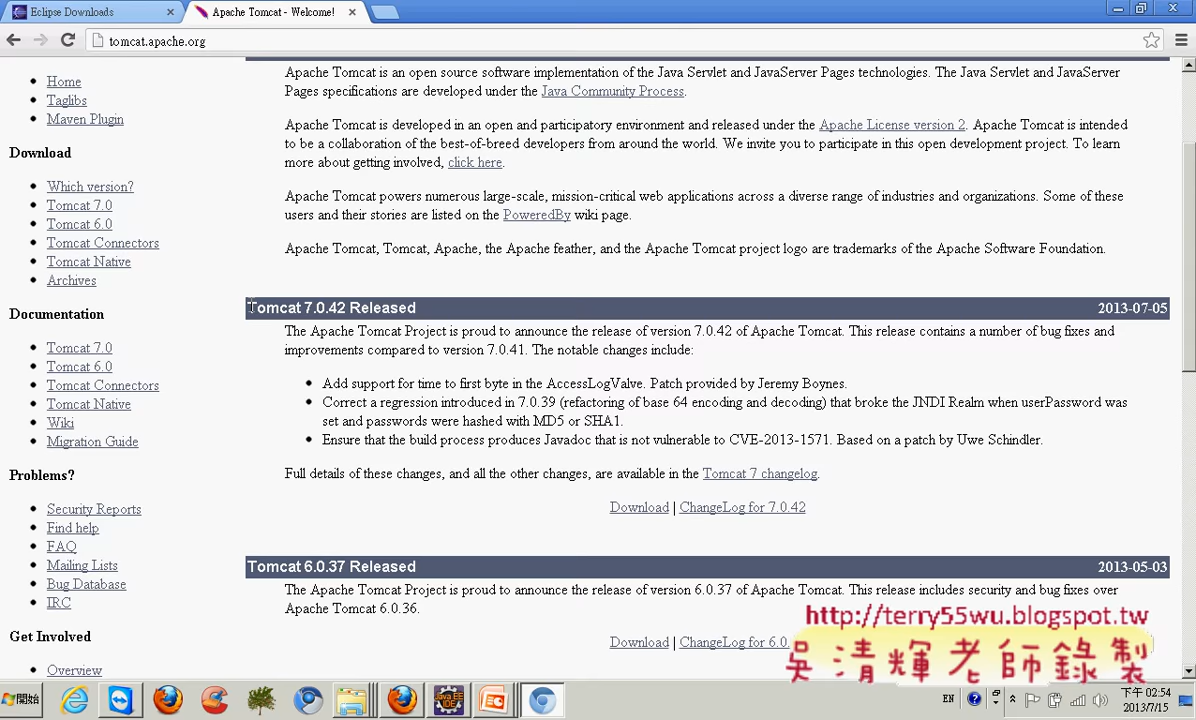 Eclipse Downloads
Apache Tomcat - Welcome!
tomcat.apache.org
Home
Taglibs
Maven Plugin
Download
Which version?
Tomcat 7.0
Tomcat 6.0
Tomcat Connectors
Tomcat Native
Archives
Documentation
Tomcat 7.0
Tomcat 6.0
Tomcat Connectors
Tomcat Native
Wiki
Migration Guide
Problems?
Security Reports
Find help
FAQ
Mailing Lists
Bug Database
IRC
Get Involved
Overview
Apache Tomcat is an open source software implementation of the Java Servlet and JavaServer Pages technologies. The Java Servlet and JavaServer
Pages specifications are developed under the Java Community Process.
Apache Tomcat is developed in an open and participatory environment and released under the Apache License version 2. Apache Tomcat is intended
to be a collaboration of the best-of-breed developers from around the world. We invite you to participate in this open development project. To learn
more about getting involved, click here.
Apache Tomcat powers numerous large-scale, mission-critical web applications across a diverse range of industries and organizations. Some of these
users and their stories are listed on the PoweredBy wiki page.
Apache Tomcat, Tomcat, Apache, the Apache feather, and the Apache Tomcat project logo are trademarks of the Apache Software Foundation.
Tomcat 7.0.42 Released 2013-07-05
The Apache Tomcat Project is proud to announce the release of version 7.0.42 of Apache Tomcat. This release contains a number of bug fixes and
improvements compared to version 7.0.41. The notable changes include:
Add support for time to first byte in the AccessLogValve. Patch provided by Jeremy Boynes.
Correct a regression introduced in 7.0.39 (refactoring of base 64 encoding and decoding) that broke the JNDI Realm when userPassword was
set and passwords were hashed with MD5 or SHA1.
Ensure that the build process produces Javadoc that is not vulnerable to CVE-2013-1571. Based on a patch by Uwe Schindler.
Full details of these changes, and all the other changes, are available in the Tomcat 7 changelog.
Download | ChangeLog for 7.0.42
Tomcat 6.0.37 Released 2013-05-03
The Apache Tomcat Project is proud to announce the release of version 6.0.37 of Apache Tomcat. This release includes security and bug fixes over
Apache Tomcat 6.0.36.
Download | ChangeLog for 6.0.
http://terry55wu.blogspot.tw
吳清輝老師錄製
開始
Java EE
IDE
EN
下午 02:54
2013/7/15